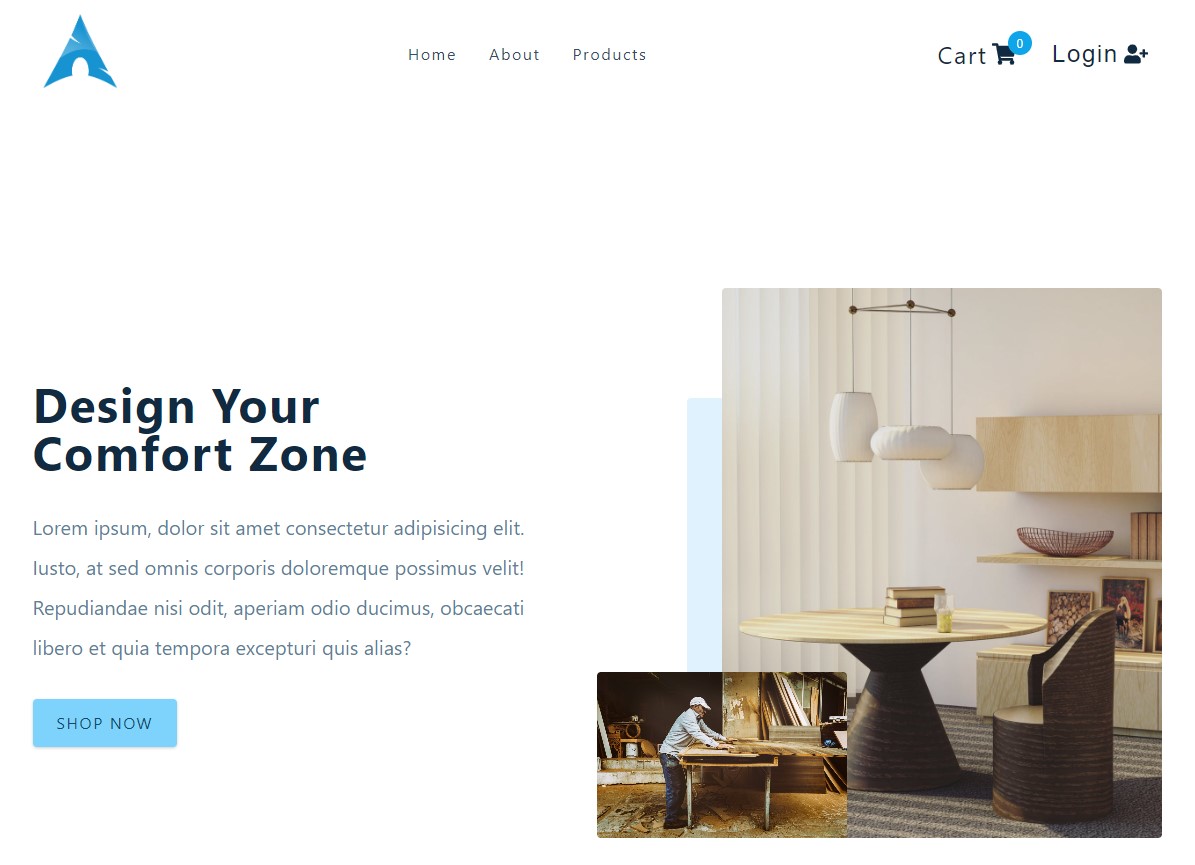 Home About Products
Cart 0 Login
Design Your
Comfort Zone
Lorem ipsum, dolor sit amet consectetur adipisicing elit.
Iusto, at sed omnis corporis doloremque possimus velit!
Repudiandae nisi odit, aperiam odio ducimus, obcaecati
libero et quia tempora excepturi quis alias?
SHOP NOW